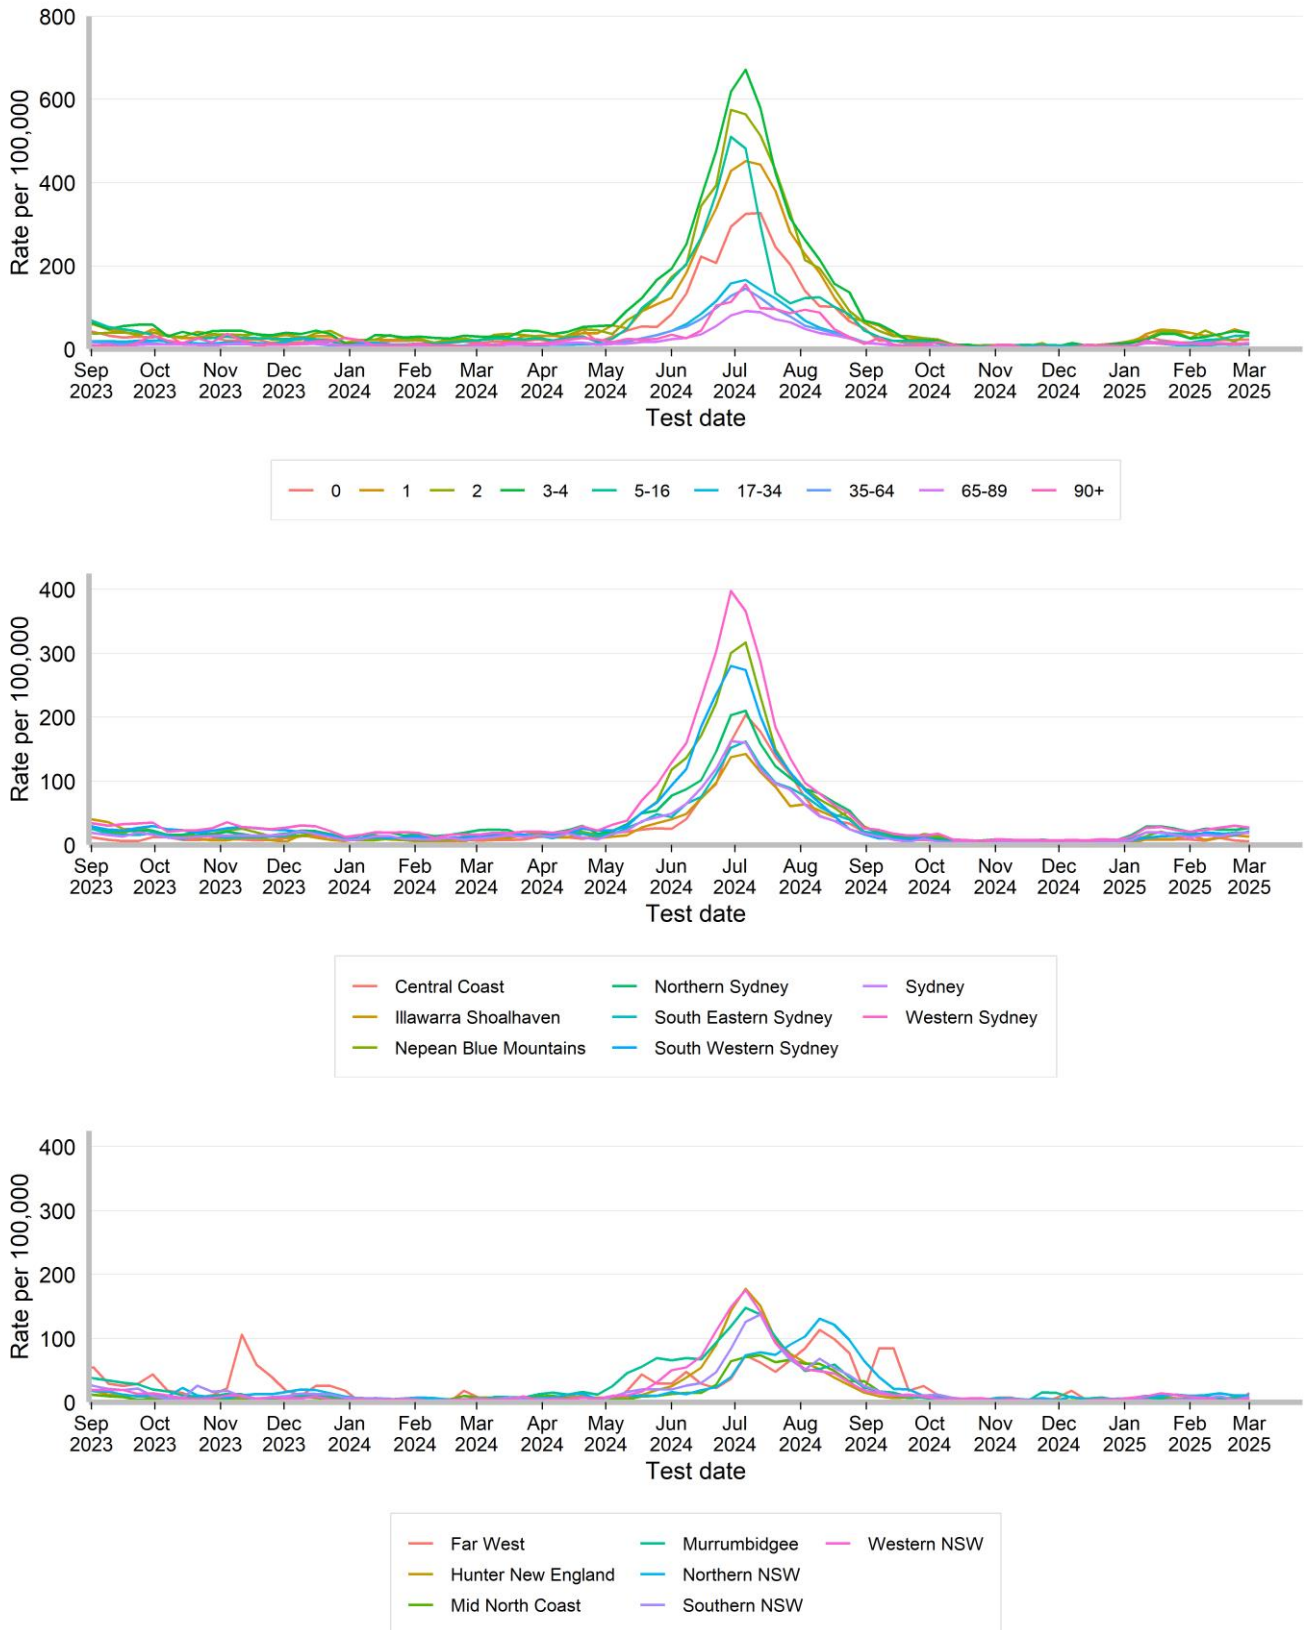 800
600
400
200
0
Rate per 100,000
Sep Oct Nov Dec Jan Feb Mar Apr May Jun Jul Aug Sep Oct Nov Dec Jan Feb Mar
2023 2023 2023 2023 2024 2024 2024 2024 2024 2024 2024 2024 2024 2024 2024 2024 2025 2025 2025
Test date
0 1 2 3-4 5-16 17-34 35-64 65-89 90+
400
300
200
100
0
Rate per 100,000
Sep Oct Nov Dec Jan Feb Mar Apr May Jun Jul Aug Sep Oct Nov Dec Jan Feb Mar
2023 2023 2023 2023 2024 2024 2024 2024 2024 2024 2024 2024 2024 2024 2024 2024 2025 2025 2025
Test date
Central Coast Northern Sydney Sydney
Illawarra Shoalhaven South Eastern Sydney Western Sydney
Nepean Blue Mountains South Western Sydney
400
300
200
100
0
Rate per 100,000
Sep Oct Nov Dec Jan Feb Mar Apr May Jun Jul Aug Sep Oct Nov Dec Jan Feb Mar
2023 2023 2023 2023 2024 2024 2024 2024 2024 2024 2024 2024 2024 2024 2024 2024 2025 2025 2025
Test date
Far West Murrumbidgee Western NSW
Hunter New England Northern NSW
Mid North Coast Southern NSW